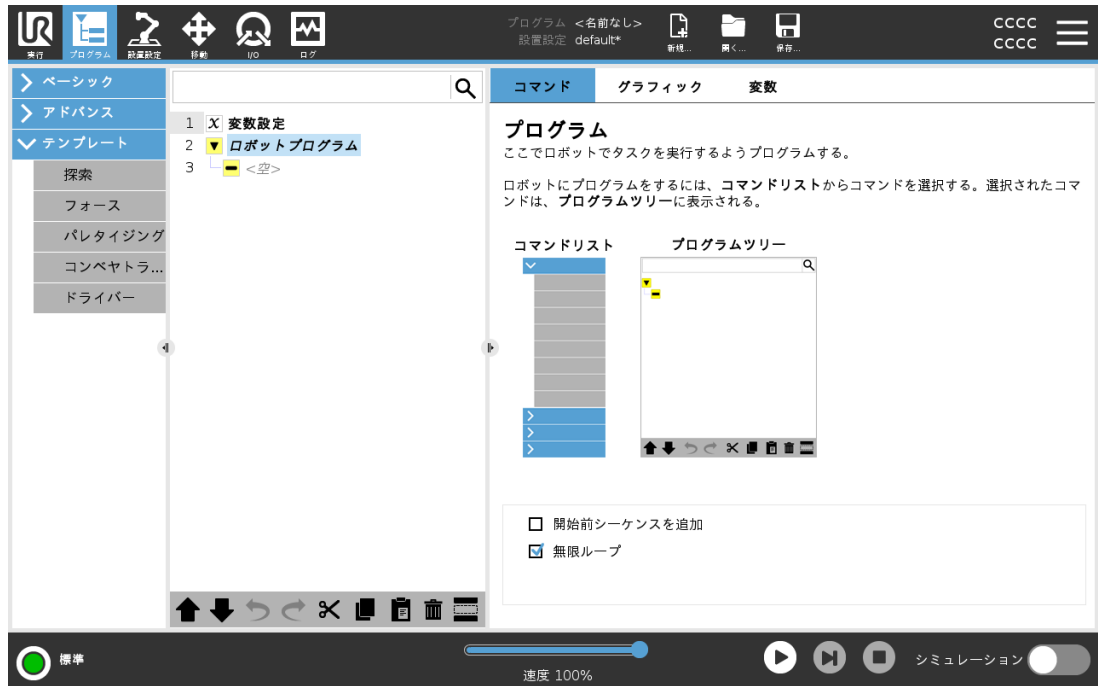 プログラム <名前なし>
設置設定 default*
CCCC
CCCC
実行 プログラム 設置設定 移動 I/O ログ
新規... 開く... 保存...
ベーシック
アドバンス
テンプレート
探索
フォース
パレタイジング
コンベヤトラ...
ドライバー
1 X 変数設定
2 ロボットプログラム
3 <空>
コマンド グラフィック 変数
プログラム
ここでロボットでタスクを実行するようプログラムする。
ロボットにプログラムをするには、コマンドリストからコマンドを選択する。選択されたコマ
ンドは、プログラムツリーに表示される。
コマンドリスト プログラムツリー
開始前シーケンスを追加
無限ループ
標準
速度 100%
シミュレーション